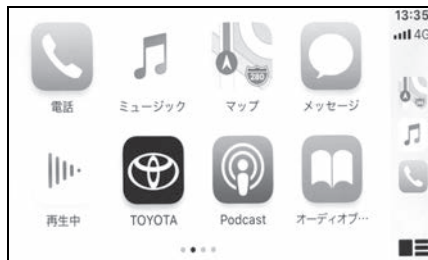 13:35
4G
280
電話
ミュージック
マップ
メッセージ
再生中
TOYOTA
Podcast
オーディオブ…